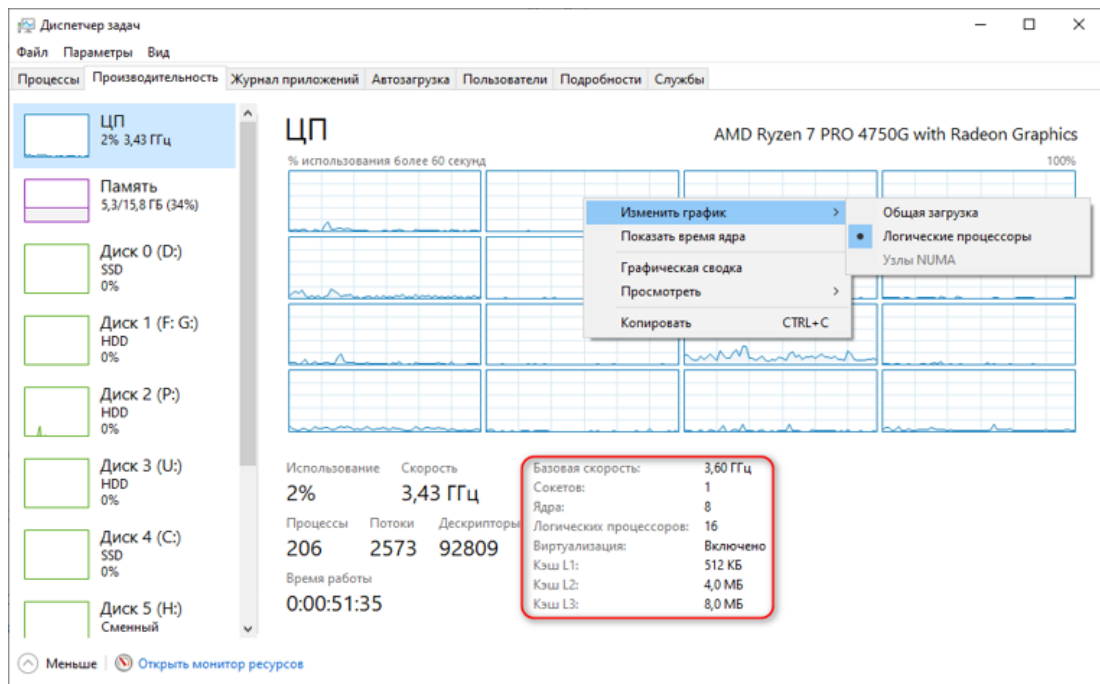 Диспетчер задач
Файл Параметры Вид
Процессы Производительность Журнал приложений Автозагрузка Пользователи Подробности Службы
ЦП
2% 3,43 ГГц
Память
5,3/15,8 ГБ (34%)
Диск 0 (D:)
SSD
0%
Диск 1 (F: G:)
HDD
0%
Диск 2 (P:)
HDD
0%
Диск 3 (U:)
HDD
0%
Диск 4 (C:)
SSD
0%
Диск 5 (H:)
Сменный
ЦП
AMD Ryzen 7 PRO 4750G with Radeon Graphics
% использования более 60 секунд 100%
Изменить график
Показать время ядра
Графическая сводка
Просмотреть
Копировать CTRL+C
Общая загрузка
Логические процессоры
Узлы NUMA
Использование Скорость
2% 3,43 ГГц
Процессы Потоки Дескрипторы
206 2573 92809
Время работы
0:00:51:35
Базовая скорость: 3,60 ГГц
Сокетов: 1
Ядра: 8
Логических процессоров: 16
Виртуализация: Включено
Кэш L1: 512 КБ
Кэш L2: 4,0 МБ
Кэш L3: 8,0 МБ
Меньше Открыть монитор ресурсов